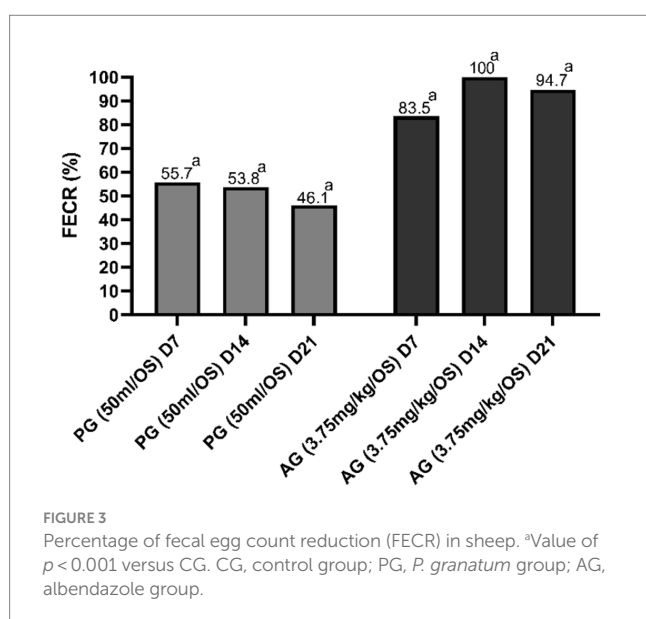 FECR (%)
100
90
80
70
60
50
40
30
20
10
0
55.7a
53.8a
46.1a
83.5a
100a
94.7a
PG (50ml/OS) D7
PG (50ml/OS) D14
PG (50ml/OS) D21
AG (3.75mg/kg/OS) D7
AG (3.75mg/kg/OS) D14
AG (3.75mg/kg/OS) D21
FIGURE 3
Percentage of fecal egg count reduction (FECR) in sheep. aValue of
p < 0.001 versus CG. CG, control group; PG, P. granatum group; AG,
albendazole group.